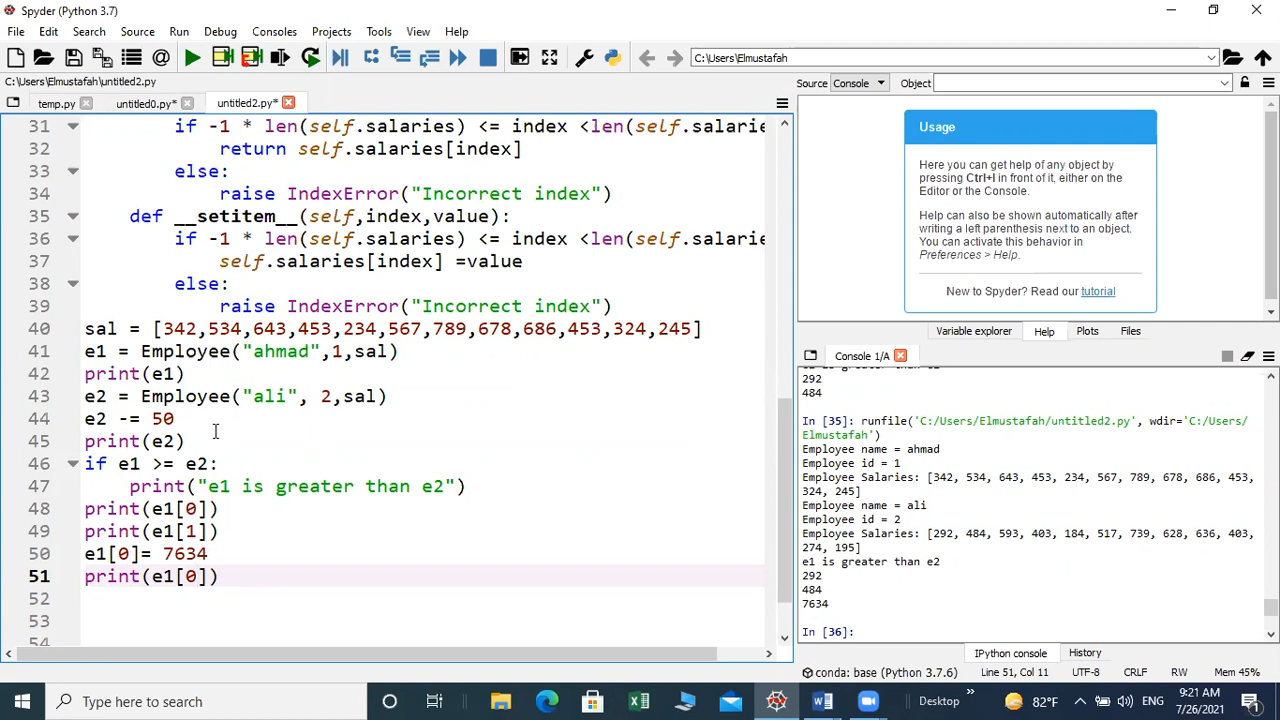 Spyder (Python 3.7)
File Edit Search Source Run Debug Consoles Projects Tools View Help
C:\Users\Elmustafah
C:\Users\Elmustafah\untitled2.py
temp.py untitled0.py* untitled2.py*
31 if -1 * len(self.salaries) <= index <len(self.salarie
32 return self.salaries[index]
33 else:
34 raise IndexError("Incorrect index")
35 def __setitem__(self,index,value):
36 if -1 * len(self.salaries) <= index <len(self.salarie
37 self.salaries[index] =value
38 else:
39 raise IndexError("Incorrect index")
40 sal = [342,534,643,453,234,567,789,678,686,453,324,245]
41 e1 = Employee("ahmad",1,sal)
42 print(e1)
43 e2 = Employee("ali", 2,sal)
44 e2 -= 50
45 print(e2)
46 if e1 >= e2:
47 print("e1 is greater than e2")
48 print(e1[0])
49 print(e1[1])
50 e1[0]= 7634
51 print(e1[0])
52
53
54
Source Console Object
Usage
Here you can get help of any object by
pressing Ctrl+I in front of it, either on the
Editor or the Console.
Help can also be shown automatically after
writing a left parenthesis next to an object.
You can activate this behavior in
Preferences > Help.
New to Spyder? Read our tutorial
Variable explorer Help Plots Files
Console 1/A
e1 is greater than e2
292
484
In [35]: runfile('C:/Users/Elmustafah/untitled2.py', wdir='C:/Users/
Elmustafah')
Employee name = ahmad
Employee id = 1
Employee Salaries: [342, 534, 643, 453, 234, 567, 789, 678, 686, 453,
324, 245]
Employee name = ali
Employee id = 2
Employee Salaries: [292, 484, 593, 403, 184, 517, 739, 628, 636, 403,
274, 195]
e1 is greater than e2
292
484
7634
In [36]:
IPython console History
conda: base (Python 3.7.6) Line 51, Col 11 UTF-8 CRLF RW Mem 45%
Type here to search
Desktop 82°F ENG 9:21 AM
7/26/2021